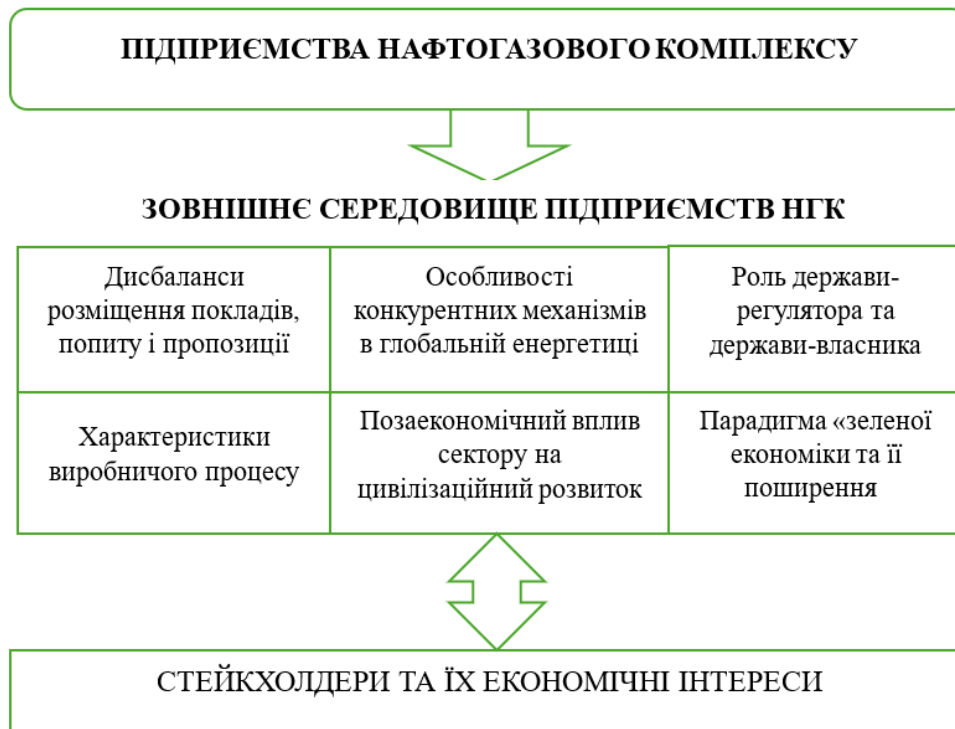 ПІДПРИЄМСТВА НАФТОГАЗОВОГО КОМПЛЕКСУ
ЗОВНІШНЄ СЕРЕДОВИЩЕ ПІДПРИЄМСТВ НГК
Дисбаланси
розміщення покладів,
попиту і пропозиції
Особливості
конкурентних механізмів
в глобальній енергетиці
Роль держави-
регулятора та
держави-власника
Характеристики
виробничого процесу
Позаекономічний вплив
сектору на
цивілізаційний розвиток
Парадигма «зеленої
економіки та її
поширення
СТЕЙКХОЛДЕРИ ТА ЇХ ЕКОНОМІЧНІ ІНТЕРЕСИ